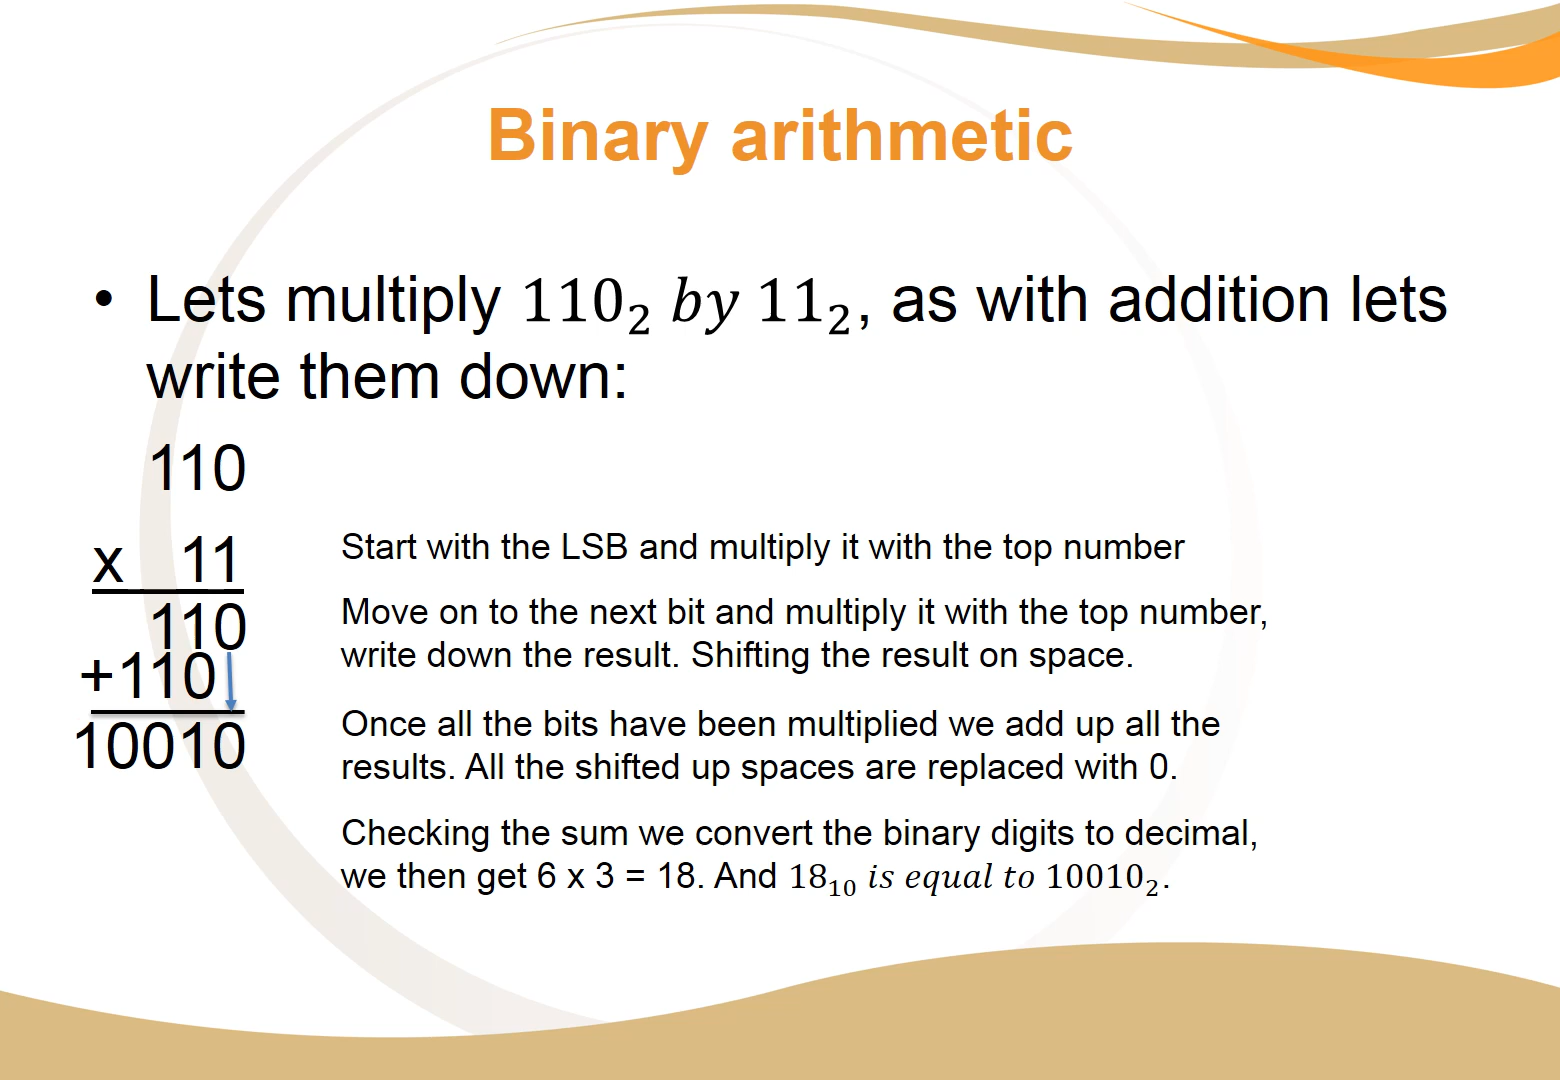 Binary arithmetic
• Lets multiply 110₂ by 11₂, as with addition lets
write them down:
110
x 11
110
+110
10010
Start with the LSB and multiply it with the top number
Move on to the next bit and multiply it with the top number,
write down the result. Shifting the result on space.
Once all the bits have been multiplied we add up all the
results. All the shifted up spaces are replaced with 0.
Checking the sum we convert the binary digits to decimal,
we then get 6 x 3 = 18. And 18₁₀ is equal to 10010₂.